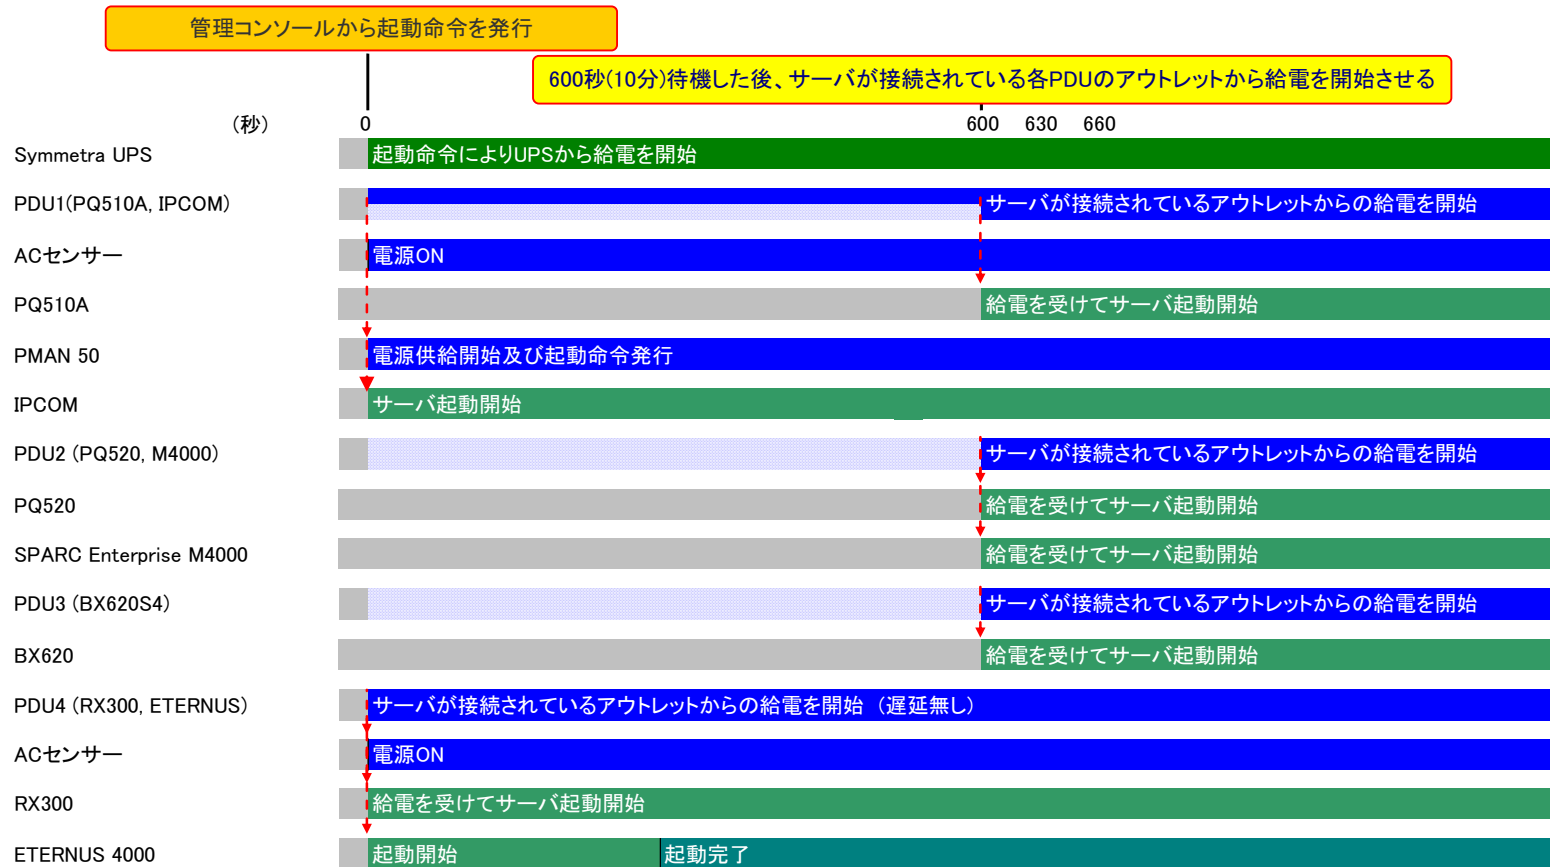 管理コンソールから起動命令を発行
600秒(10分)待機した後、サーバが接続されている各PDUのアウトレットから給電を開始させる
(秒) 0 600 630 660
Symmetra UPS 起動命令によりUPSから給電を開始
PDU1(PQ510A, IPCOM) サーバが接続されているアウトレットからの給電を開始
ACセンサー 電源ON
PQ510A 給電を受けてサーバ起動開始
PMAN 50 電源供給開始及び起動命令発行
IPCOM サーバ起動開始
PDU2 (PQ520, M4000) サーバが接続されているアウトレットからの給電を開始
PQ520 給電を受けてサーバ起動開始
SPARC Enterprise M4000 給電を受けてサーバ起動開始
PDU3 (BX620S4) サーバが接続されているアウトレットからの給電を開始
BX620 給電を受けてサーバ起動開始
PDU4 (RX300, ETERNUS) サーバが接続されているアウトレットからの給電を開始 (遅延無し)
ACセンサー 電源ON
RX300 給電を受けてサーバ起動開始
ETERNUS 4000 起動開始 起動完了